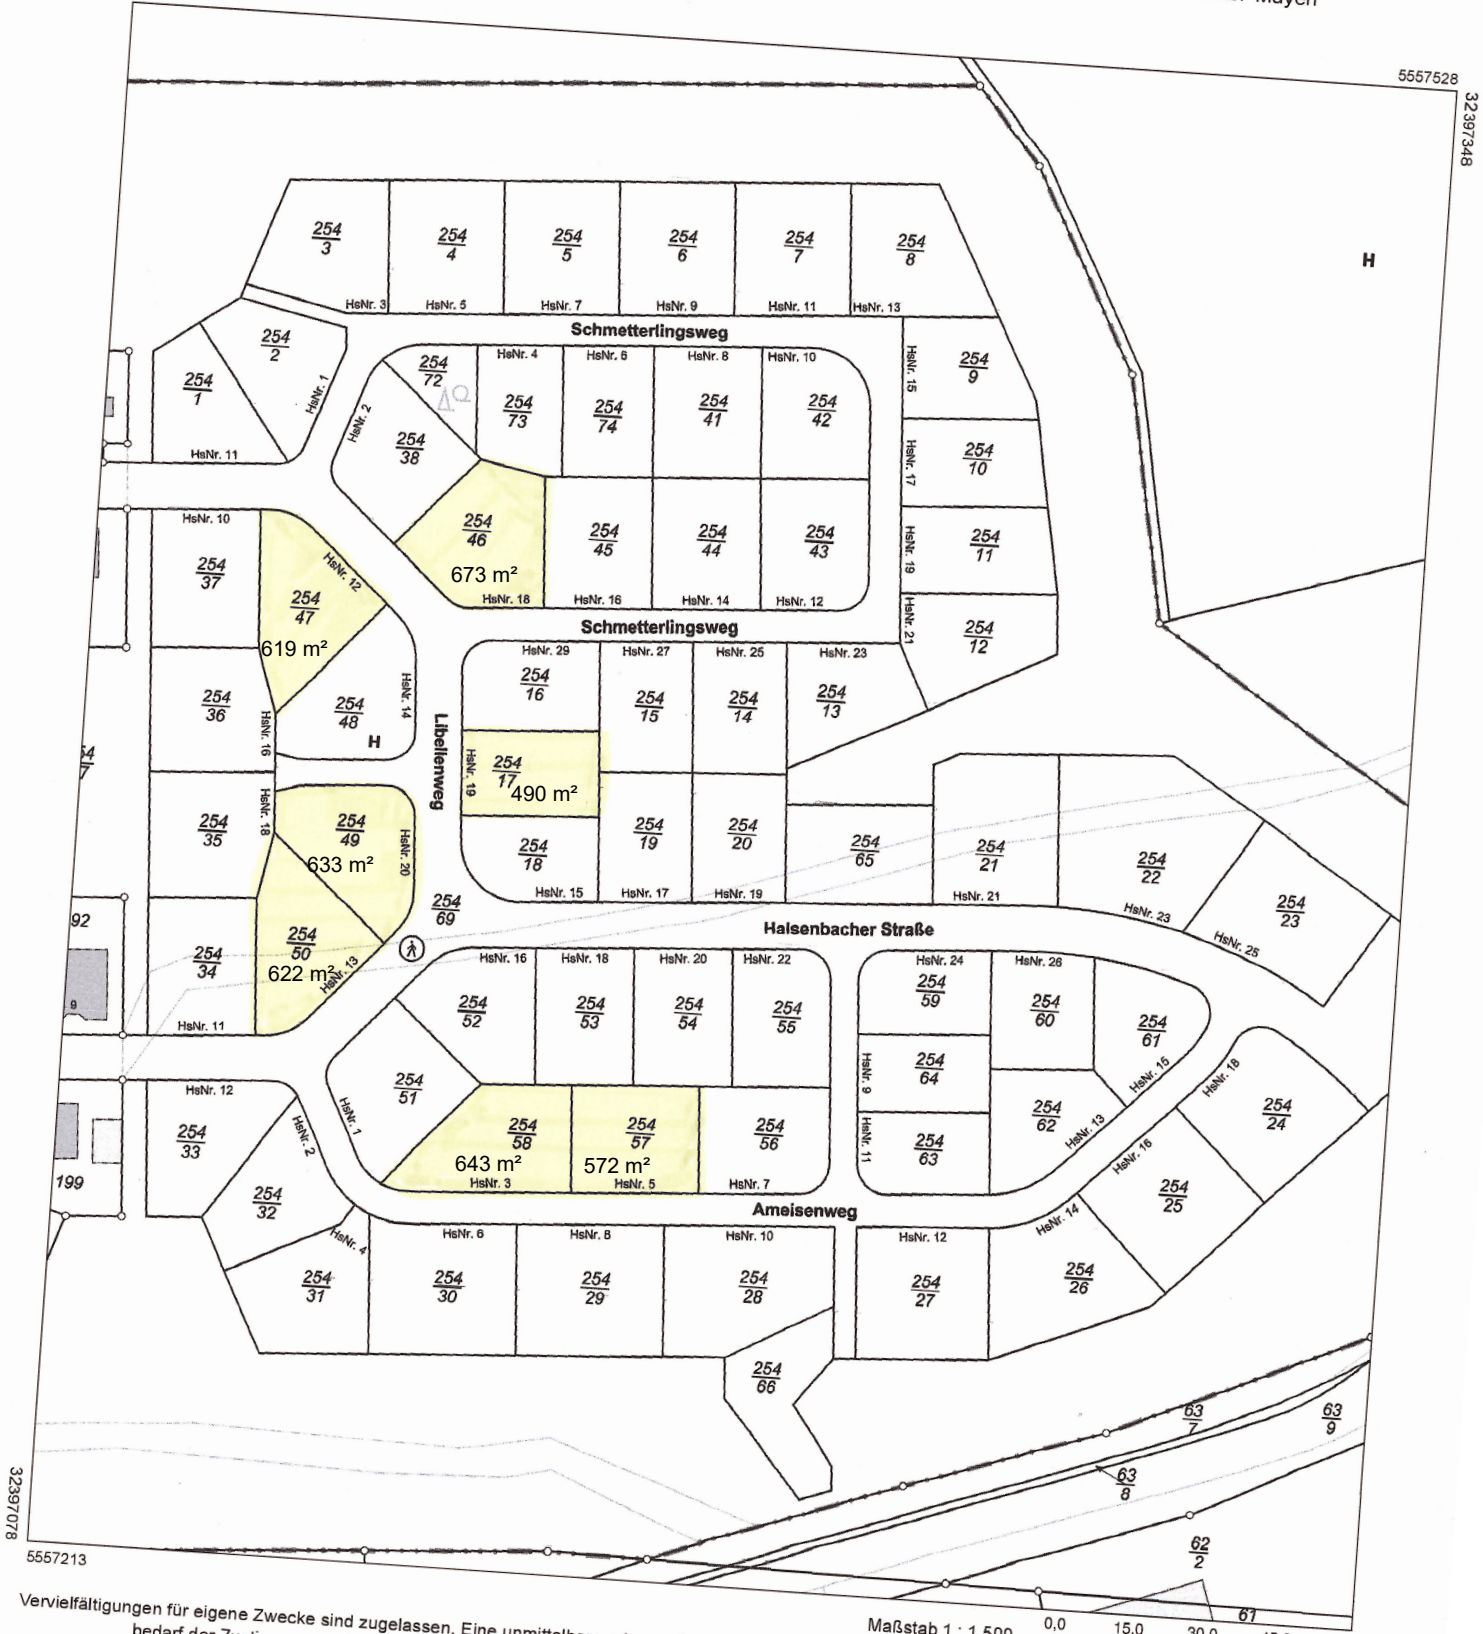 Mayen
5557528
32397348
H
254
3
254
4
254
5
254
6
254
7
254
8
HsNr. 3
HsNr. 5
HsNr. 7
HsNr. 9
HsNr. 11
HsNr. 13
Schmetterlingsweg
254
2
254
1
HsNr. 1
HsNr. 11
HsNr. 2
254
72
HsNr. 4
HsNr. 6
HsNr. 8
HsNr. 10
254
73
254
74
254
41
254
42
254
38
HsNr. 15
254
9
HsNr. 17
254
10
HsNr. 19
254
11
HsNr. 21
254
12
254
46
673 m²
HsNr. 18
254
45
HsNr. 16
254
44
HsNr. 14
254
43
HsNr. 12
HsNr. 10
254
37
HsNr. 12
254
47
619 m²
Schmetterlingsweg
HsNr. 29
HsNr. 27
HsNr. 25
HsNr. 23
254
16
254
15
254
14
254
13
254
36
HsNr. 16
254
48
H
HsNr. 14
Libellenweg
HsNr. 19
254
17
490 m²
254
35
HsNr. 18
254
49
633 m²
HsNr. 20
254
18
HsNr. 15
254
19
HsNr. 17
254
20
HsNr. 19
254
65
254
21
HsNr. 21
254
22
HsNr. 23
254
23
HsNr. 25
254
69
Halsenbacher Straße
92
9
254
34
HsNr. 11
254
50
622 m²
HsNr. 13
HsNr. 16
HsNr. 18
HsNr. 20
HsNr. 22
HsNr. 24
HsNr. 26
254
52
254
53
254
54
254
55
254
59
254
60
254
61
HsNr. 15
254
51
HsNr. 1
HsNr. 9
254
64
HsNr. 11
254
63
254
62
HsNr. 13
HsNr. 18
254
24
HsNr. 12
254
33
HsNr. 2
254
58
643 m²
HsNr. 3
254
57
572 m²
HsNr. 5
254
56
HsNr. 7
HsNr. 16
254
25
199
254
32
Ameisenweg
HsNr. 4
HsNr. 6
HsNr. 8
HsNr. 10
HsNr. 12
HsNr. 14
254
31
254
30
254
29
254
28
254
27
254
26
254
66
63
7
63
9
63
8
62
2
61
32397078
5557213
Vervielfältigungen für eigene Zwecke sind zugelassen. Eine
Maßstab 1 : 1 500
0,0
15,0
30,0